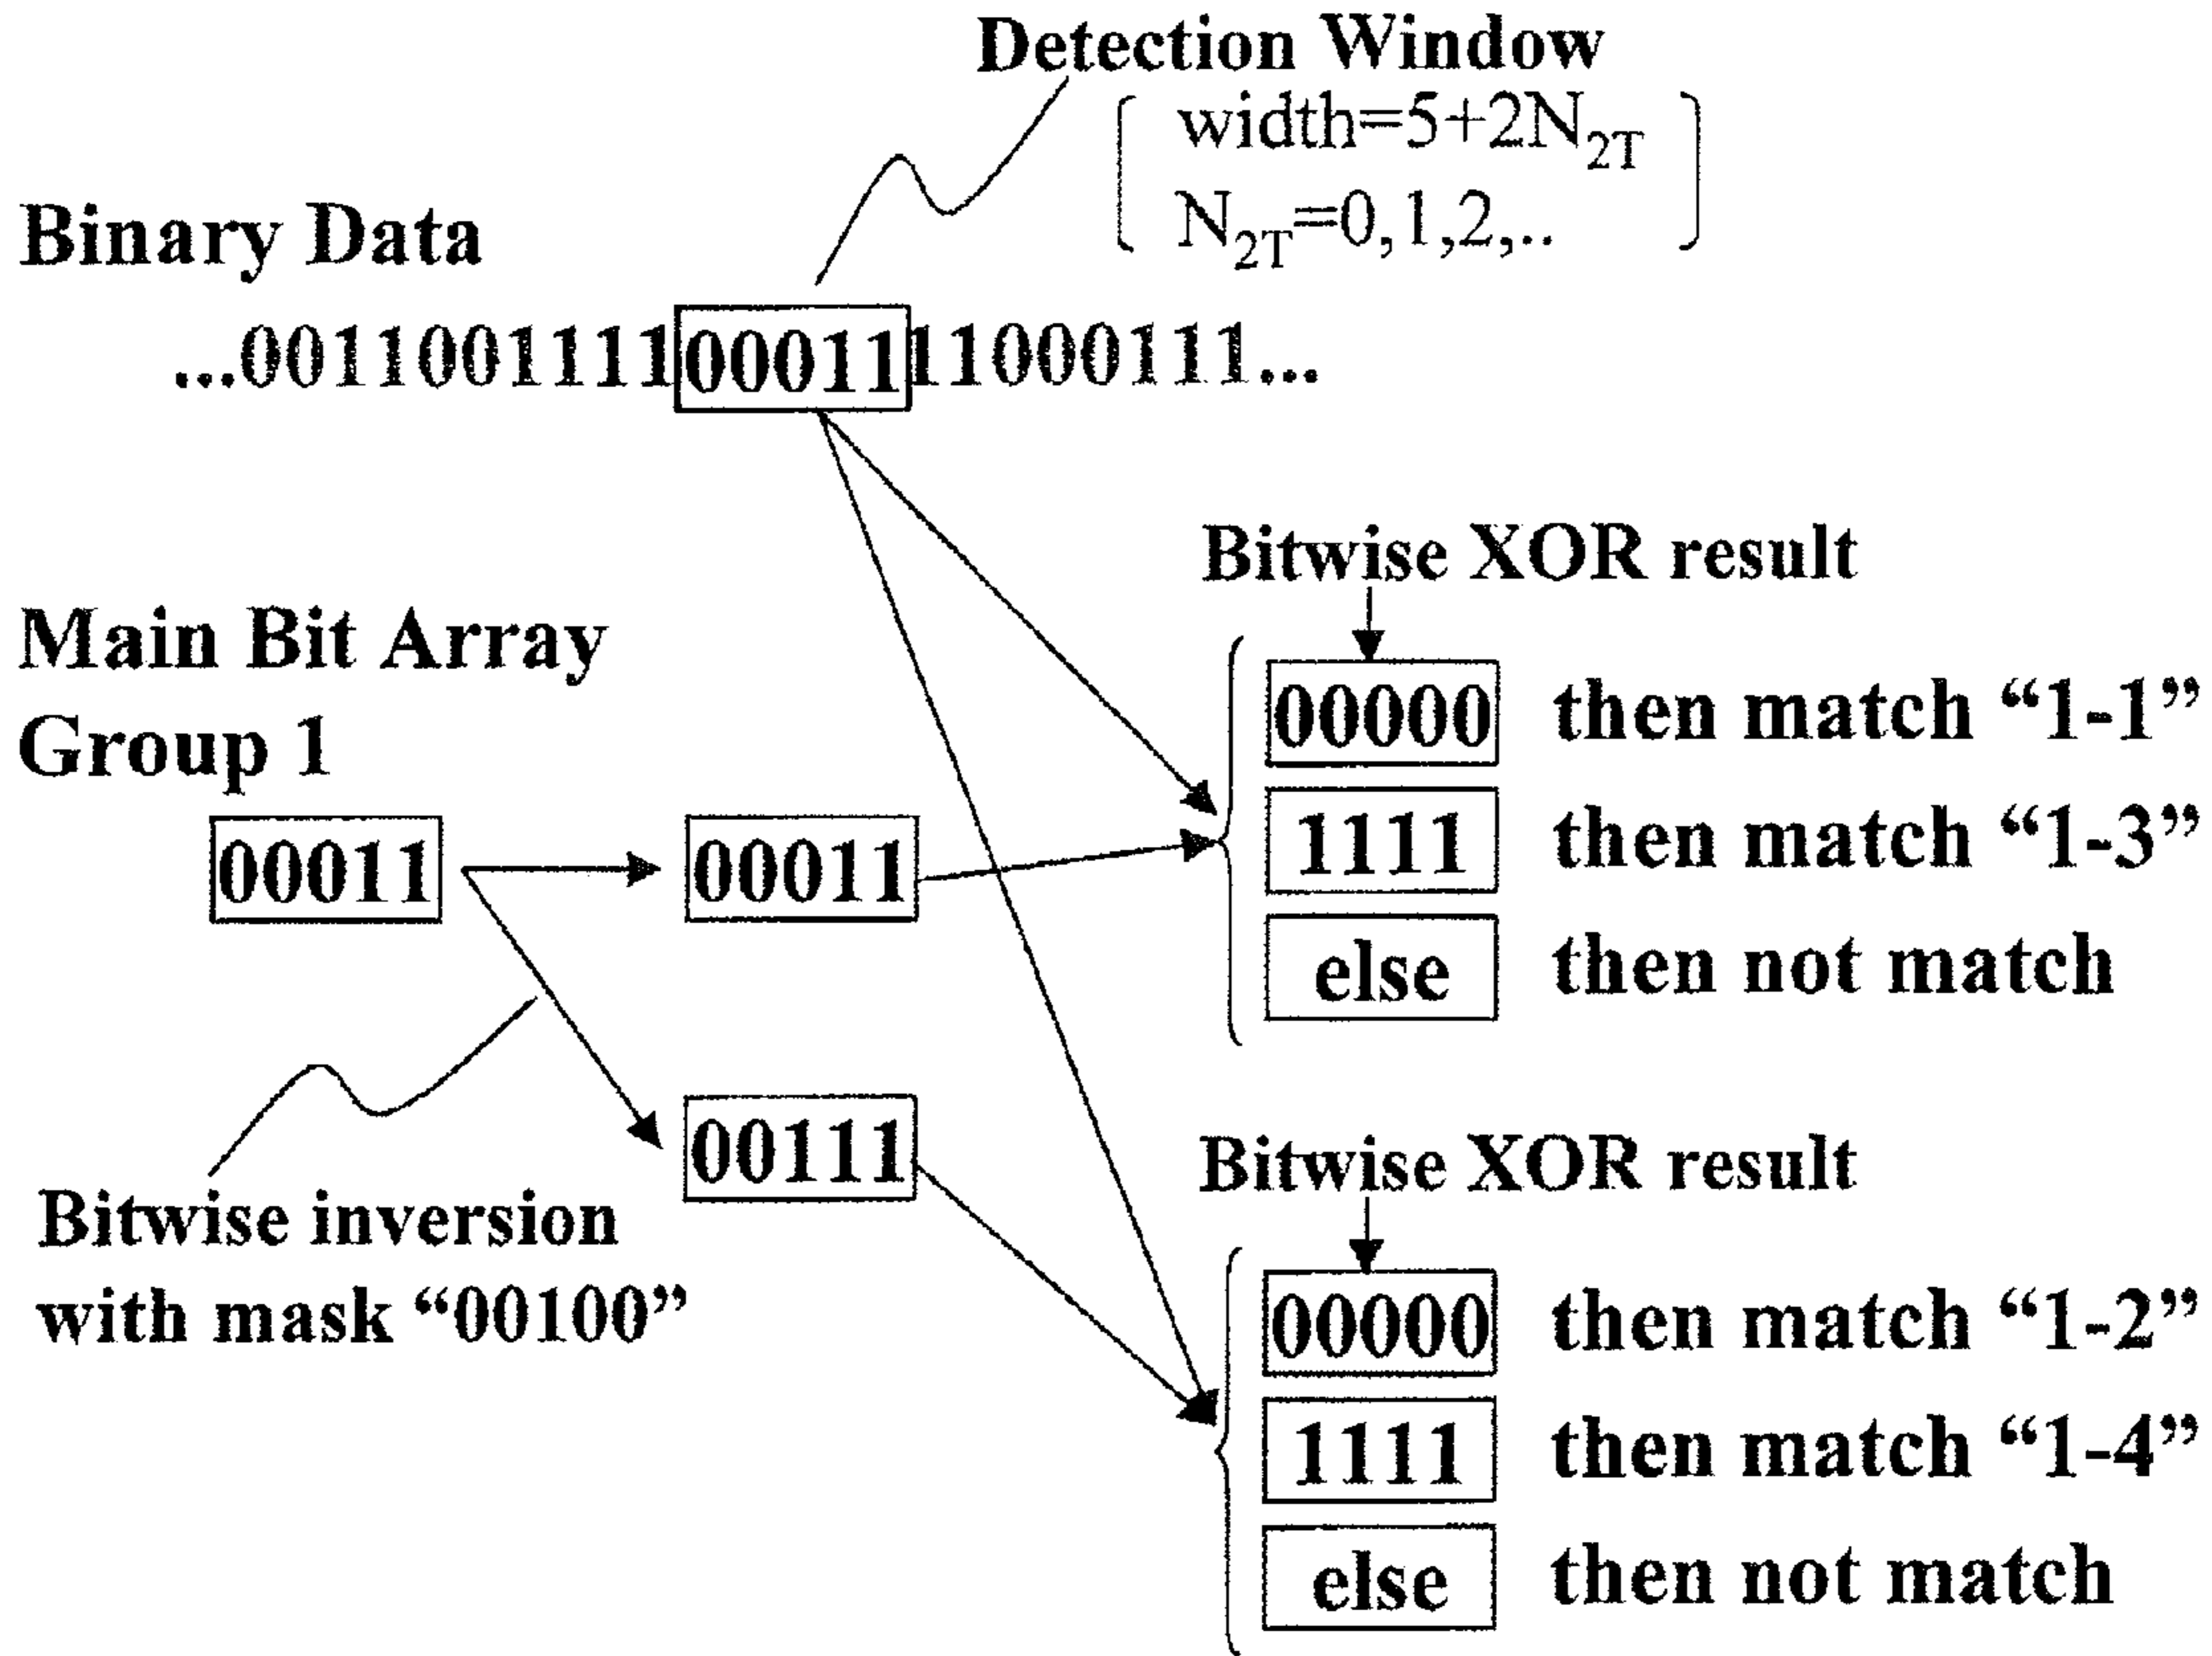 Detection Window
width=5+2N2T
N2T=0,1,2,..
Binary Data
...0011001111000111 1000111...
Main Bit Array
Group 1
00011
00011
00111
Bitwise inversion
with mask “00100”
Bitwise XOR result
00000 then match “1-1”
1111 then match “1-3”
else then not match
Bitwise XOR result
00000 then match “1-2”
1111 then match “1-4”
else then not match